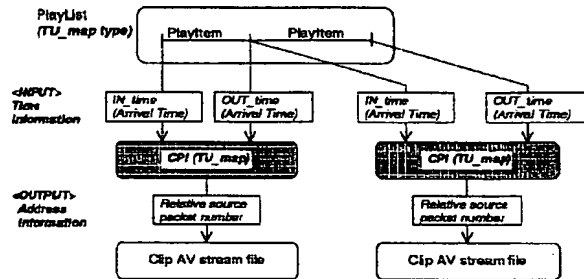 PlayList
(TU_map type)
PlayItem
PlayItem
<INPUT>
Time
Information
IN_time
(Arrival Time)
OUT_time
(Arrival Time)
IN_time
(Arrival Time)
OUT_time
(Arrival Time)
CPI (TU_map)
CPI (TU_map)
<OUTPUT>
Address
Information
Relative source
packet number
Relative source
packet number
Clip AV stream file
Clip AV stream file